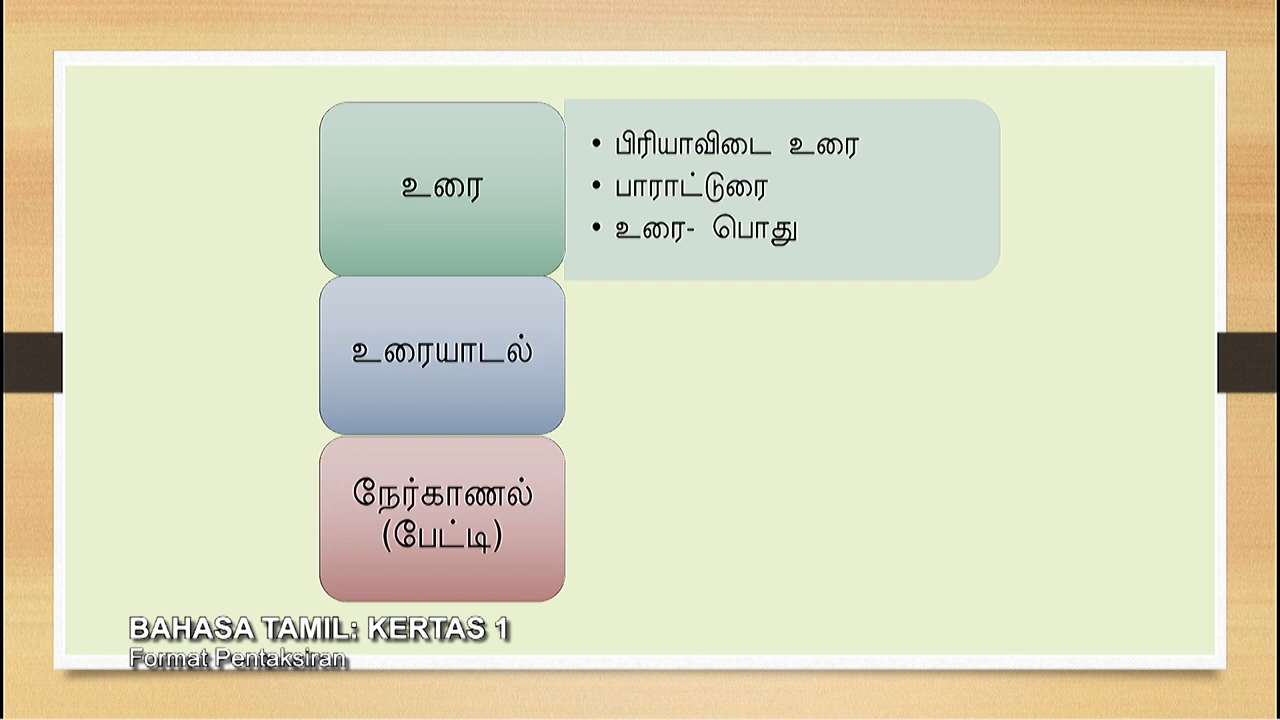 உரை
• பிரியாவிடை உரை
• பாராட்டுரை
• உரை- பொது
உரையாடல்
நேர்காணல்
(பேட்டி)
BAHASA TAMIL: KERTAS 1
Format Pentaksiran